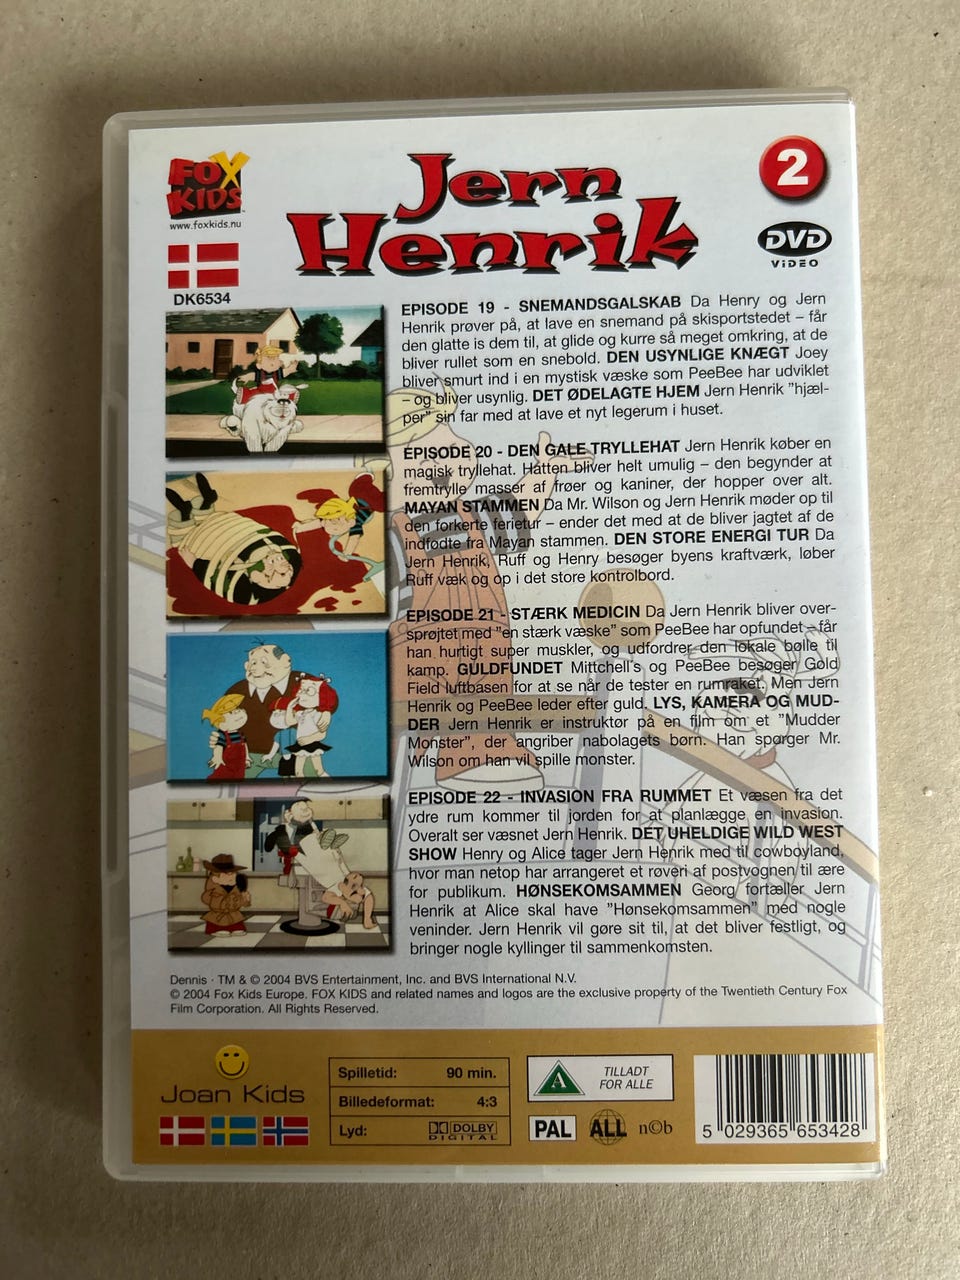 FOX
KIDS
www.foxkids.nu
DK6534
Jern
Henrik
2
DVD
VIDEO
EPISODE 19 - SNEMANDSGALSKAB Da Henry og Jern
Henrik prøver på, at lave en snemand på skisportstedet – får
den glatte is dem til, at glide og kurre så meget omkring, at de
bliver rullet som en snebold. DEN USYNLIGE KNÆGT Joey
bliver smurt ind i en mystisk væske som PeeBee har udviklet
– og bliver usynlig. DET ØDELAGTE HJEM Jern Henrik ”hjæl-
per” sin far med at lave et nyt legerum i huset.
EPISODE 20 - DEN GALE TRYLLEHAT Jern Henrik køber en
magisk tryllehat. Hatten bliver helt umulig – den begynder at
fremtrylle masser af frøer og kaniner, der hopper over alt.
MAYAN STAMMEN Da Mr. Wilson og Jern Henrik møder op til
den forkerte ferietur – ender det med at de bliver jagtet af de
indfødte fra Mayan stammen. DEN STORE ENERGI TUR Da
Jern Henrik, Ruff og Henry besøger byens kraftværk, løber
Ruff væk og op i det store kontrolbord.
EPISODE 21 - STÆRK MEDICIN Da Jern Henrik bliver over-
sprøjtet med ”en stærk væske” som PeeBee har opfundet – får
han hurtigt super muskler, og udfordrer den lokale bølle til
kamp. GULDFUNDET Mittchell's og PeeBee besøger Gold
Field luftbasen for at se når de tester en rumraket. Men Jern
Henrik og PeeBee leder efter guld. LYS, KAMERA OG MUD-
DER Jern Henrik er instruktør på en film om et ”Mudder
Monster”, der angriber nabolagets børn. Han spørger Mr.
Wilson om han vil spille monster.
EPISODE 22 - INVASION FRA RUMMET Et væsen fra det
ydre rum kommer til jorden for at planlægge en invasion.
Overalt ser væsnet Jern Henrik. DET UHELDIGE WILD WEST
SHOW Henry og Alice tager Jern Henrik med til cowboyland,
hvor man netop har arrangeret et røveri af postvognen til ære
for publikum. HØNSEKOMSAMMEN Georg fortæller Jern
Henrik at Alice skal have ”Hønsekomsammen” med nogle
veninder. Jern Henrik vil gøre sit til, at det bliver festligt, og
bringer nogle kyllinger til sammenkomsten.
Dennis · TM & © 2004 BVS Entertainment, Inc. and BVS International N.V.
© 2004 Fox Kids Europe. FOX KIDS and related names and logos are the exclusive property of the Twentieth Century Fox
Film Corporation. All Rights Reserved.
Joan Kids
Spilletid: 90 min.
Billedeformat: 4:3
Lyd: DOLBY
DIGITAL
A
TILLADT
FOR ALLE
PAL ALL n©b
5 029365 653428